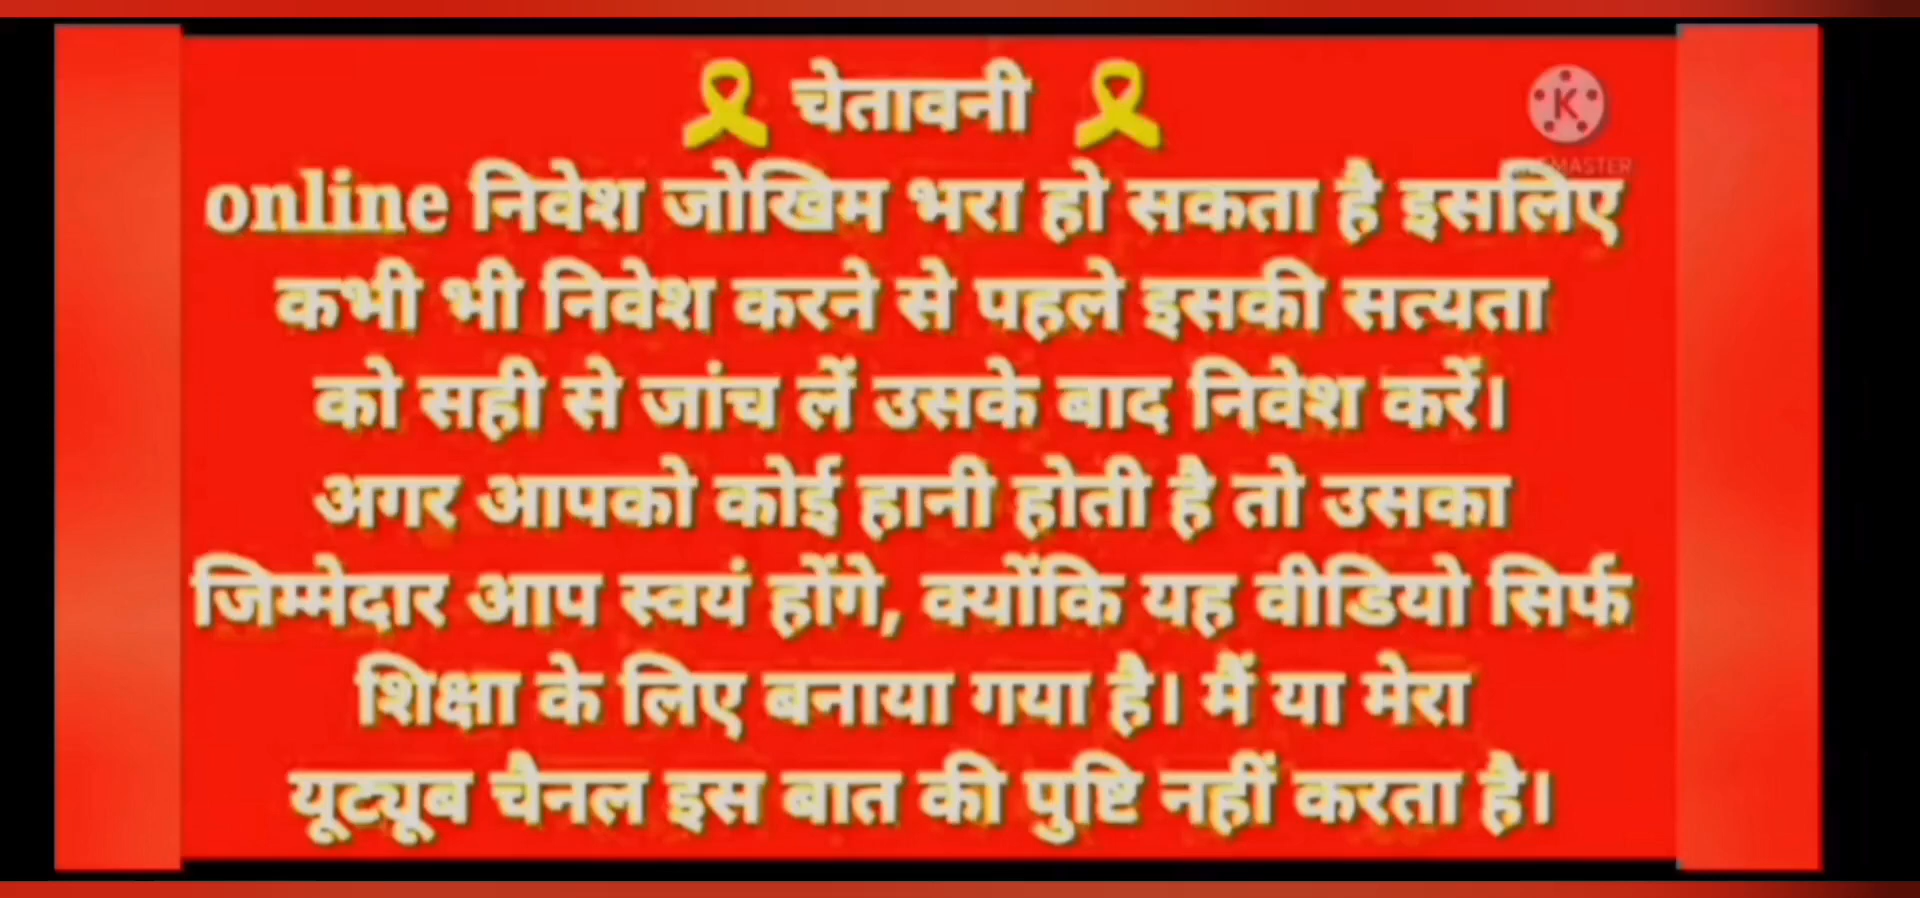 चेतावनी
online निवेश जोखिम भरा हो सकता है इसलिए
कभी भी निवेश करने से पहले इसकी सत्यता
को सही से जांच लें उसके बाद निवेश करें।
अगर आपको कोई हानी होती है तो उसका
जिम्मेदार आप स्वयं होंगे, क्योंकि यह वीडियो सिर्फ
शिक्षा के लिए बनाया गया है। मैं या मेरा
यूट्यूब चैनल इस बात की पुष्टि नहीं करता है।
K